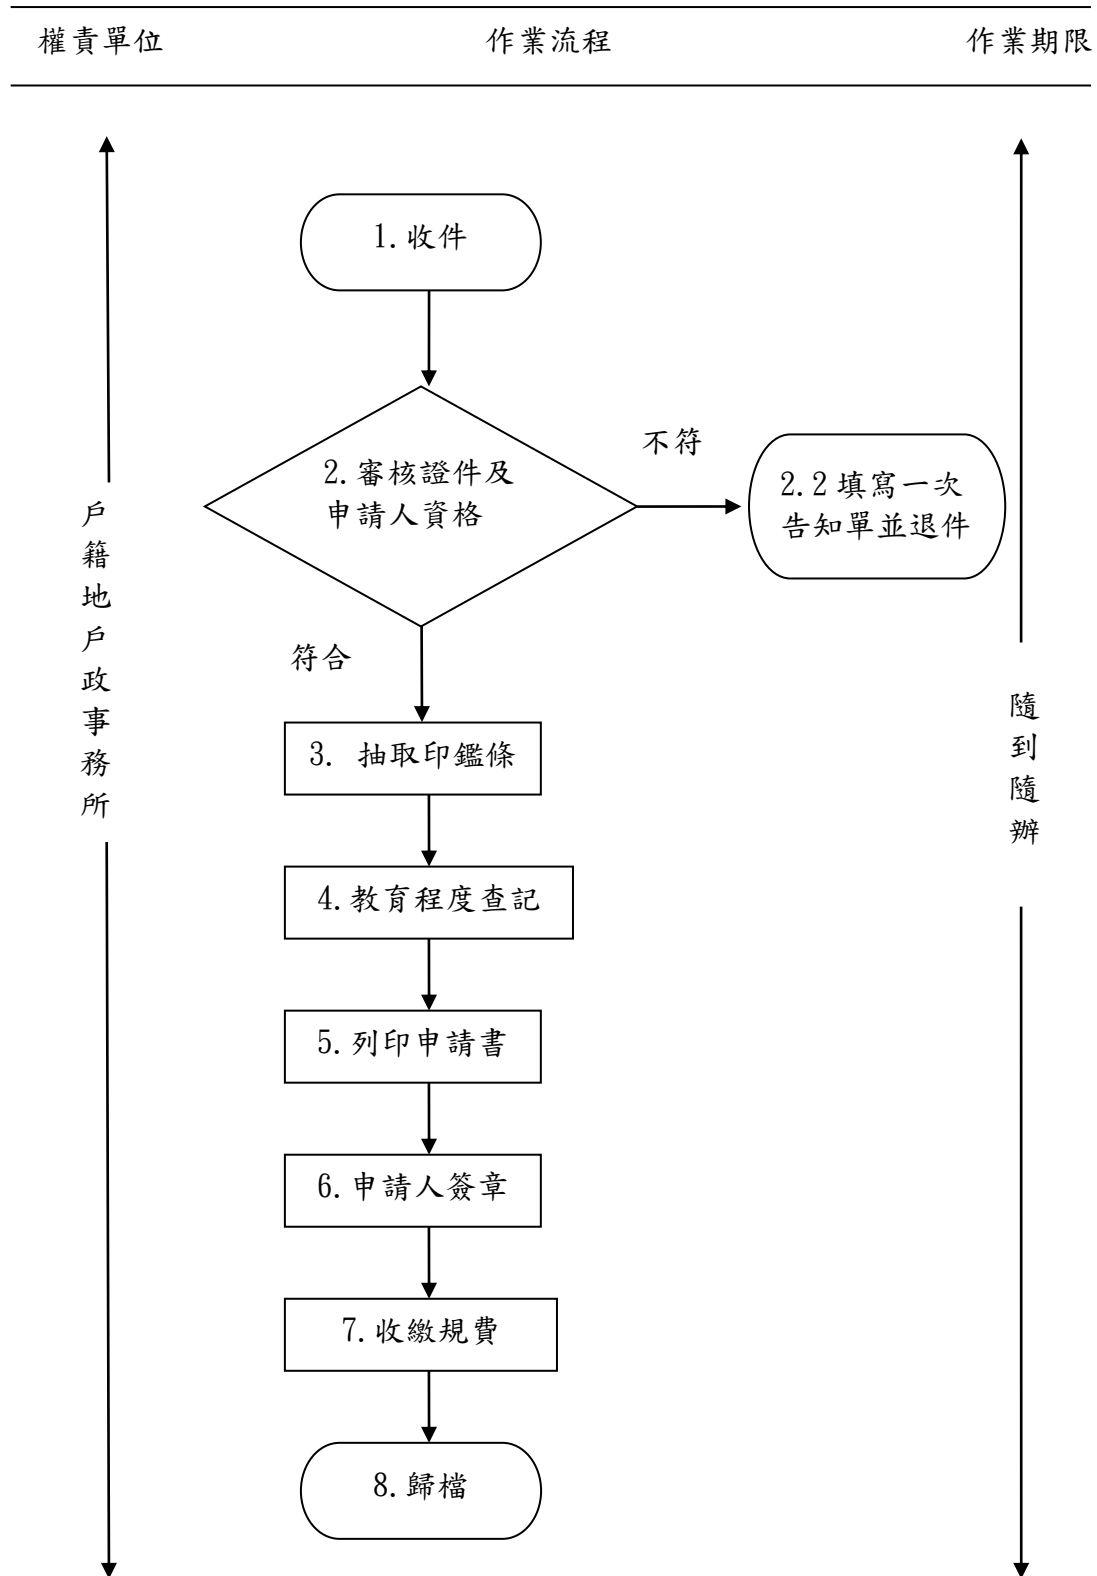 權責單位 作業流程 作業期限
1.收件
2.審核證件及
申請人資格
不符
2.2填寫一次
告知單並退件
符合
3. 抽取印鑑條
4.教育程度查記
5.列印申請書
6.申請人簽章
7.收繳規費
8.歸檔
戶籍地戶政事務所
隨到隨辦